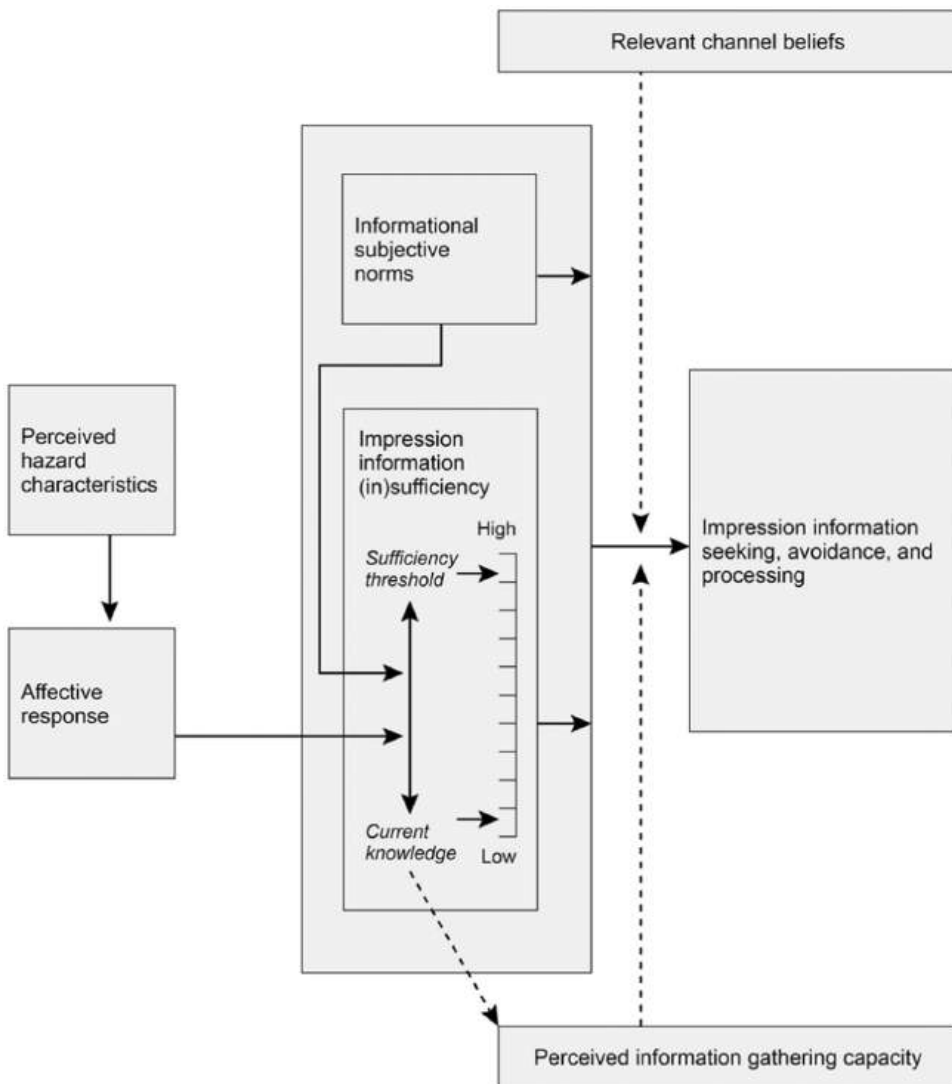 Relevant channel beliefs
Informational
subjective
norms
Perceived
hazard
characteristics
Impression
information
(in)sufficiency
High
Sufficiency
threshold
Impression information
seeking, avoidance, and
processing
Affective
response
Current
knowledge
Low
Perceived information gathering capacity